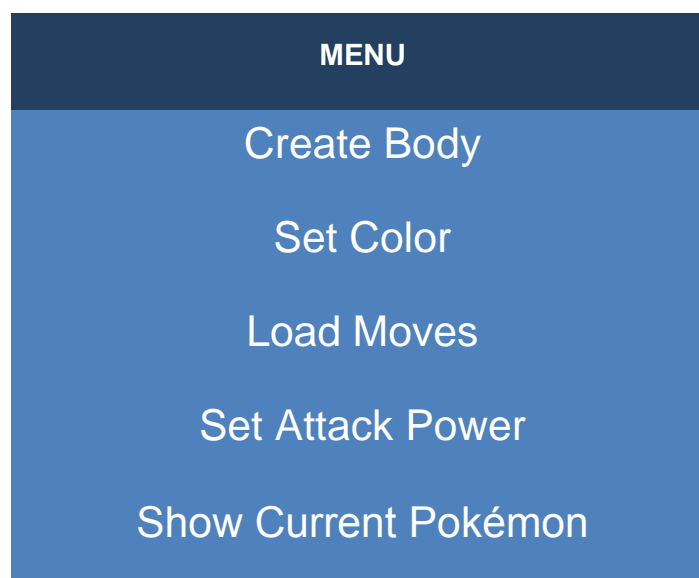 MENU
Create Body
Set Color
Load Moves
Set Attack Power
Show Current Pokémon